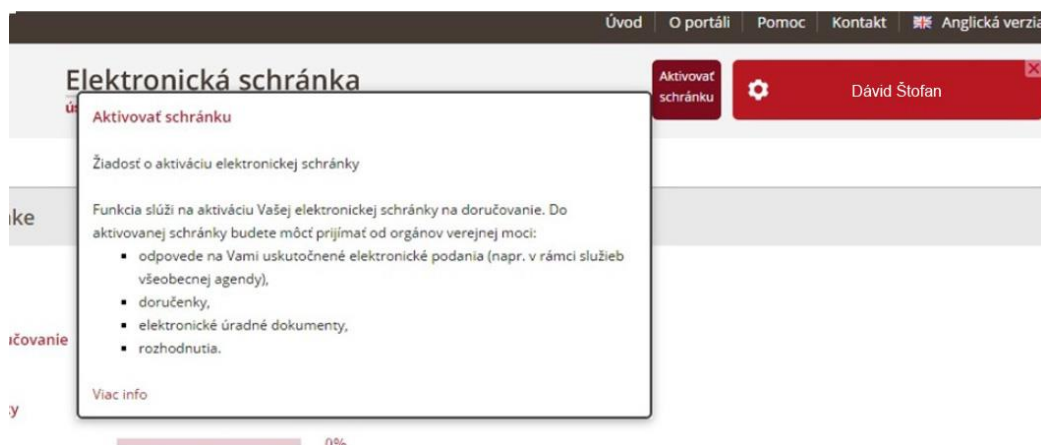 Úvod O portáli Pomoc Kontakt Anglická verzia
Elektronická schránka
Aktivovať
schránku
Dávid Štofan
Aktivovať schránku
Žiadosť o aktiváciu elektronickej schránky
Funkcia slúži na aktiváciu Vašej elektronickej schránky na doručovanie. Do
aktivovanej schránky budete môcť prijímať od orgánov verejnej moci:
odpovede na Vami uskutočnené elektronické podania (napr. v rámci služieb
všeobecnej agendy),
doručenky,
elektronické úradné dokumenty,
rozhodnutia.
Viac info
0%